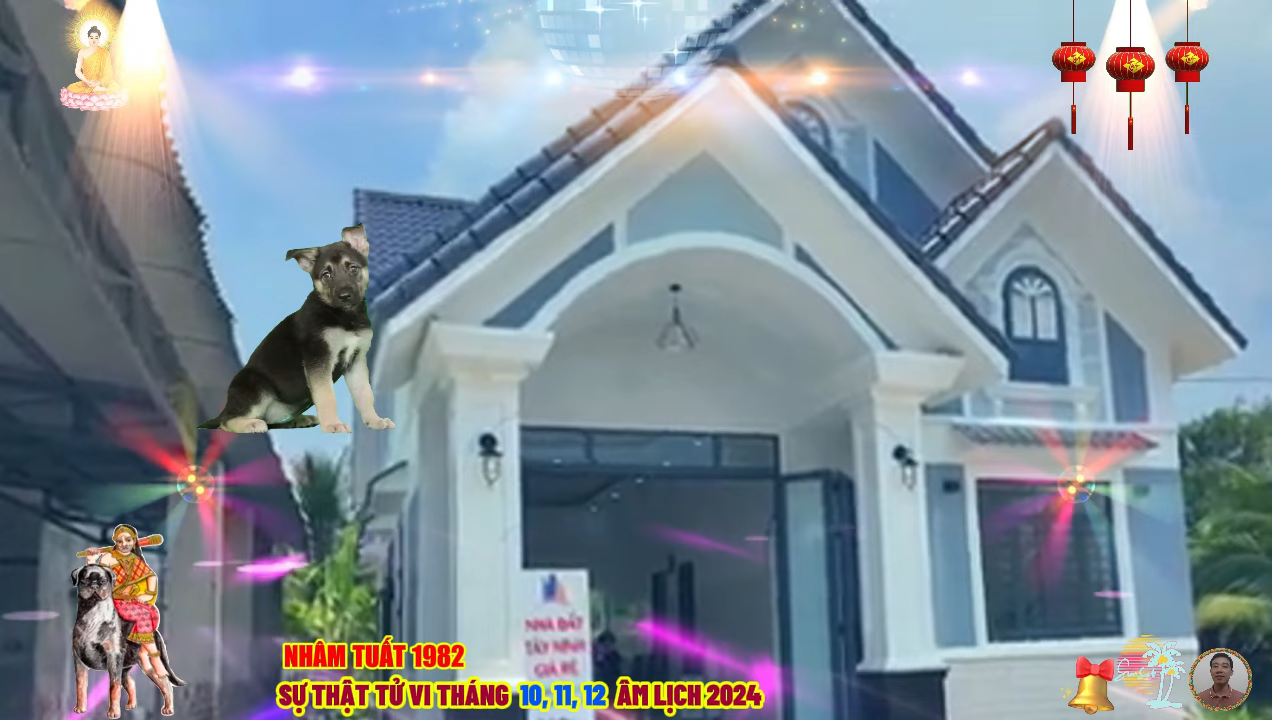 NHÀ ĐẤT
TÂY NINH
GIÁ RẺ
NHÂM TUẤT 1982
SỰ THẬT TỬ VI THÁNG 10, 11, 12 ÂM LỊCH 2024